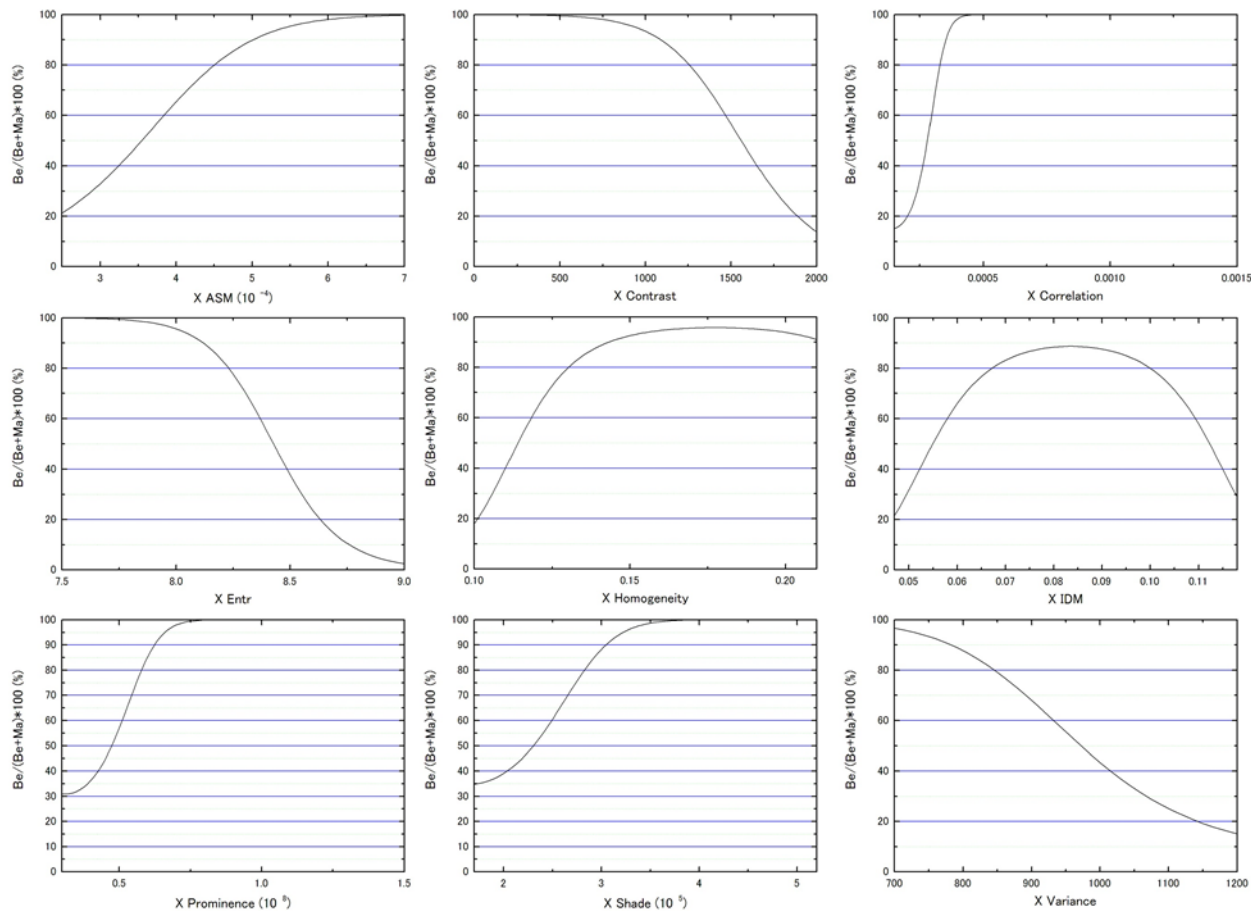 Be/(Be+Ma)*100 (%)
100
80
60
40
20
0
3 4 5 6 7
X ASM (10 ⁻⁴)
Be/(Be+Ma)*100 (%)
100
80
60
40
20
0
0 500 1000 1500 2000
X Contrast
Be/(Be+Ma)*100 (%)
100
80
60
40
20
0
0.0005 0.0010 0.0015
X Correlation
Be/(Be+Ma)*100 (%)
100
80
60
40
20
0
7.5 8.0 8.5 9.0
X Entr
Be/(Be+Ma)*100 (%)
100
80
60
40
20
0
0.10 0.15 0.20
X Homogeneity
Be/(Be+Ma)*100 (%)
100
80
60
40
20
0
0.05 0.06 0.07 0.08 0.09 0.10 0.11
X IDM
Be/(Be+Ma)*100 (%)
100
90
80
70
60
50
40
30
20
10
0
0.5 1.0 1.5
X Prominence (10 ⁸)
Be/(Be+Ma)*100 (%)
100
90
80
70
60
50
40
30
20
10
0
2 3 4 5
X Shade (10 ⁵)
Be/(Be+Ma)*100 (%)
100
80
60
40
20
0
700 800 900 1000 1100 1200
X Variance